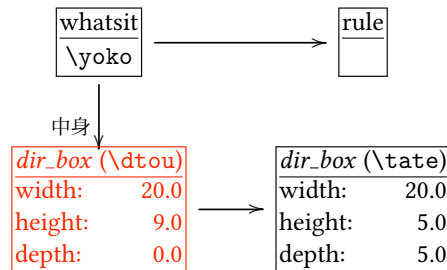 whatsit
rule
\yoko
中身
dir_box (\dtou)
width: 20.0
height: 9.0
depth: 0.0
dir_box (\tate)
width: 20.0
height: 5.0
depth: 5.0